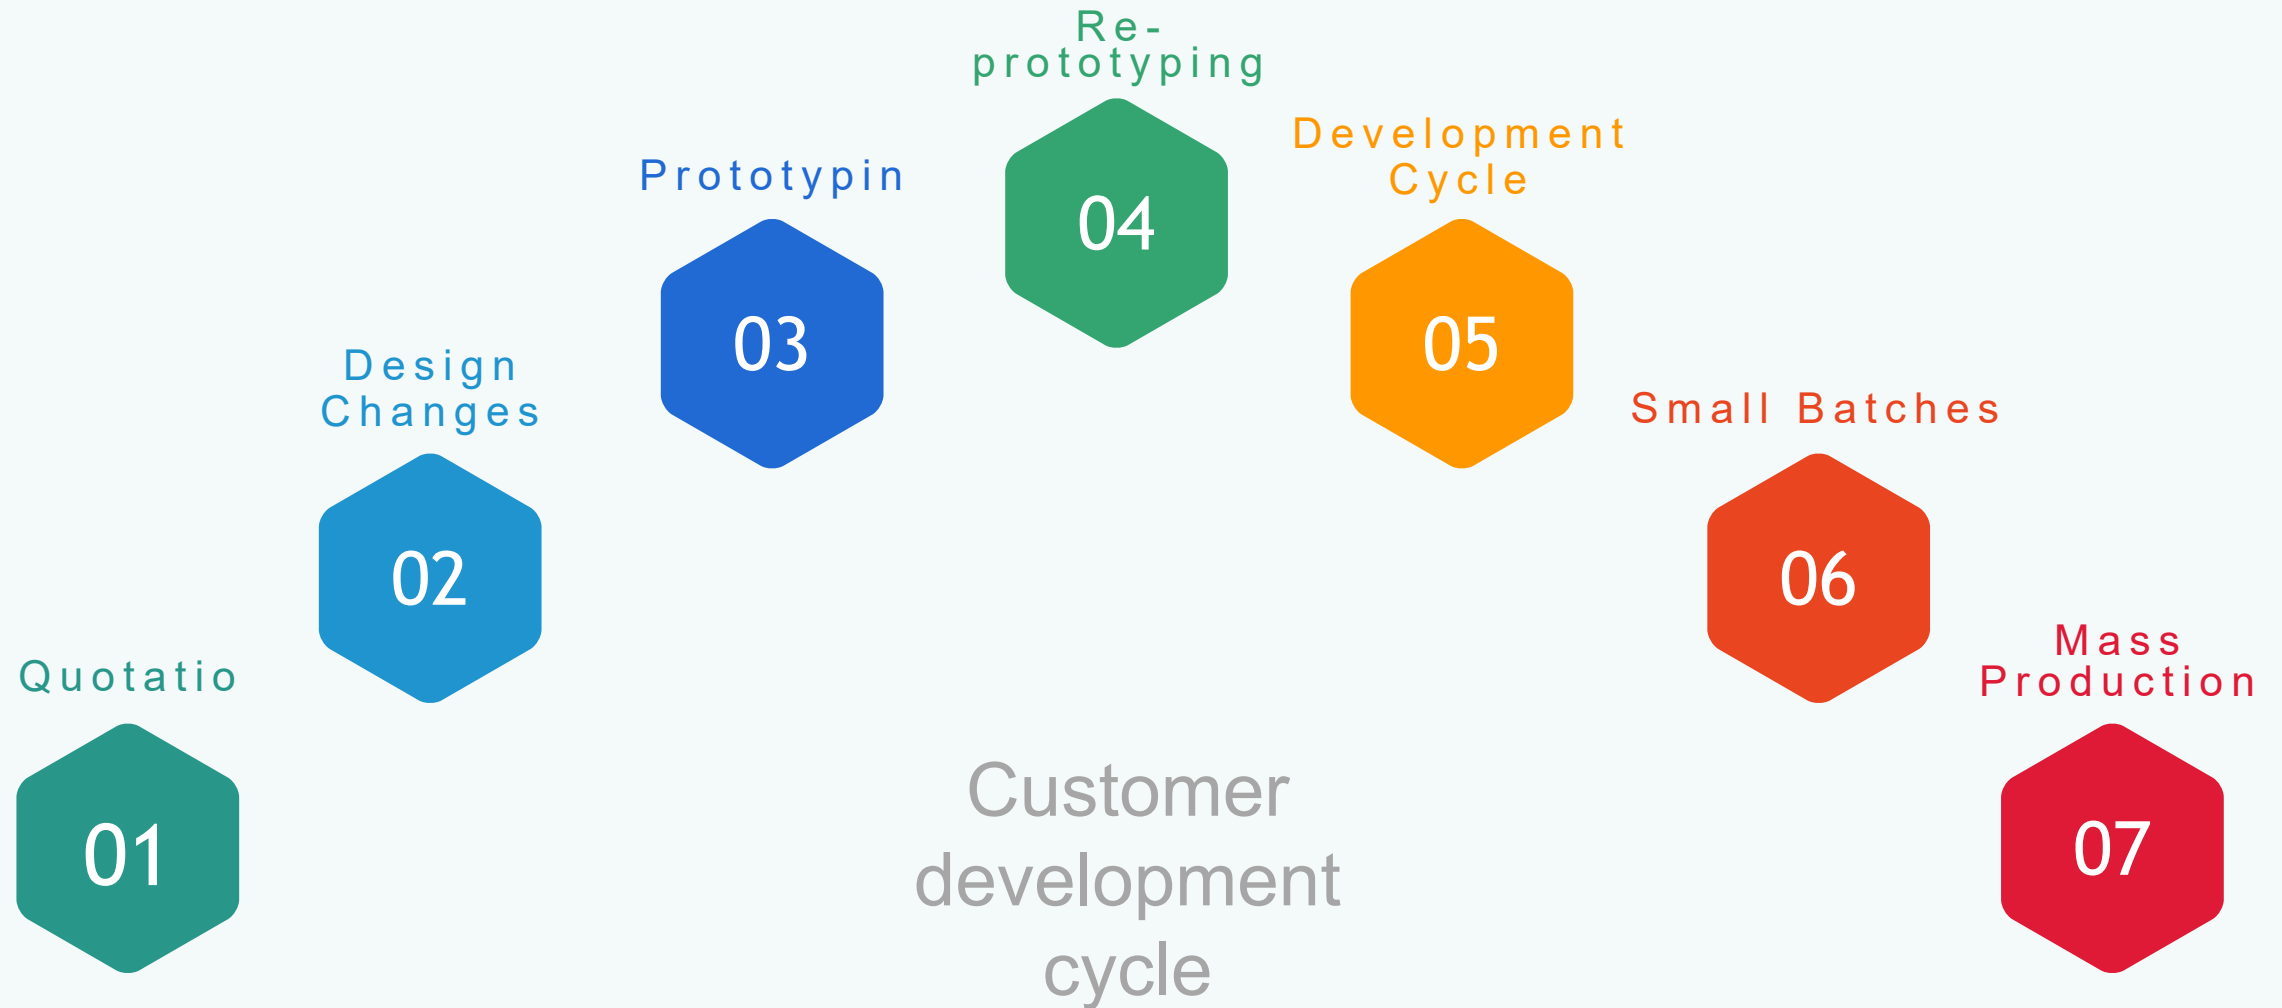 Quotatio
01
Design
Changes
02
Prototypin
03
Re-
prototyping
04
Development
Cycle
05
Small Batches
06
Mass
Production
07
Customer
development
cycle